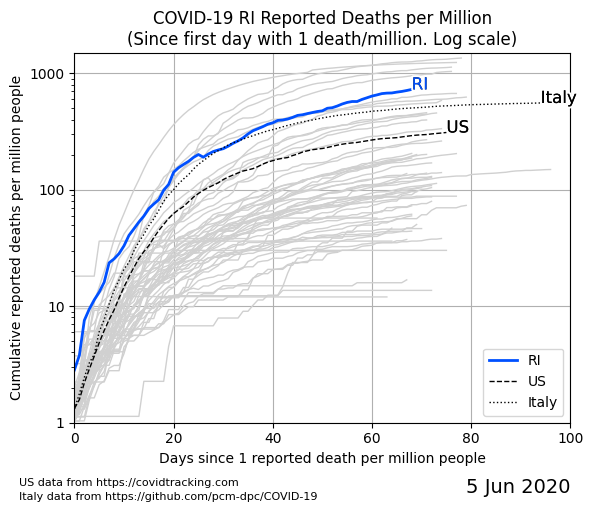 COVID-19 RI Reported Deaths per Million
(Since first day with 1 death/million. Log scale)
Cumulative reported deaths per million people
1000
100
10
1
RI
Italy
US
RI
US
Italy
0 20 40 60 80 100
Days since 1 reported death per million people
US data from https://covidtracking.com
Italy data from https://github.com/pcm-dpc/COVID-19
5 Jun 2020